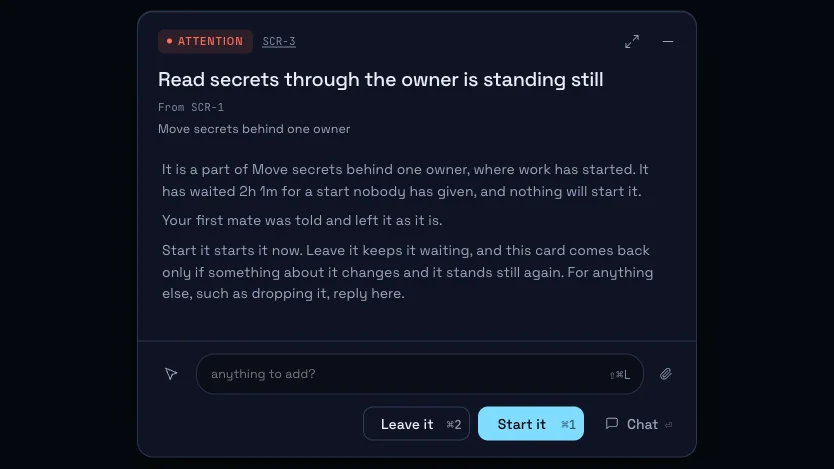 ATTENTION SCR-3
Read secrets through the owner is standing still
From SCR-1
Move secrets behind one owner
It is a part of Move secrets behind one owner, where work has started. It
has waited 2h 1m for a start nobody has given, and nothing will start it.
Your first mate was told and left it as it is.
Start it starts it now. Leave it keeps it waiting, and this card comes back
only if something about it changes and it stands still again. For anything
else, such as dropping it, reply here.
anything to add? ⇧⌘L
Leave it ⌘2 Start it ⌘1 Chat ⏎